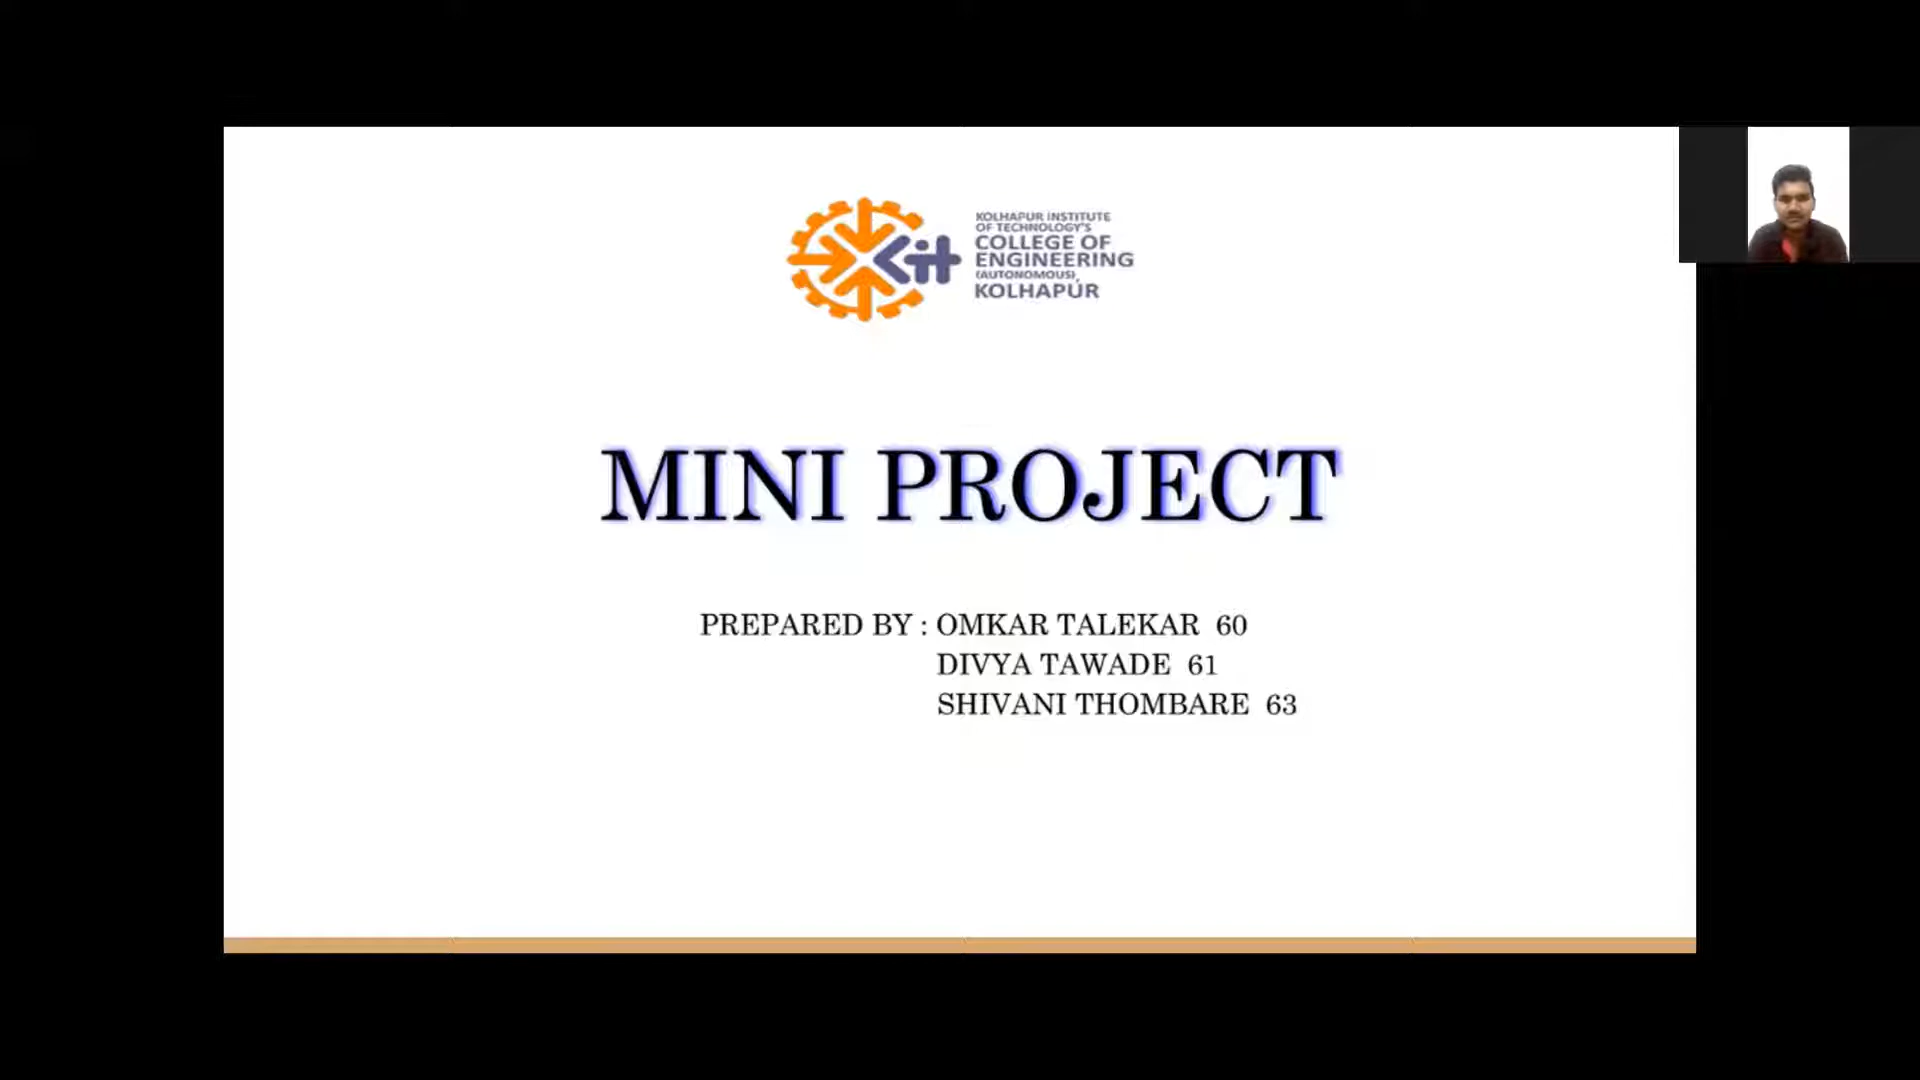 kit
KOLHAPUR INSTITUTE
OF TECHNOLOGY'S
COLLEGE OF
ENGINEERING
(AUTONOMOUS),
KOLHAPUR
MINI PROJECT
PREPARED BY : OMKAR TALEKAR 60
DIVYA TAWADE 61
SHIVANI THOMBARE 63